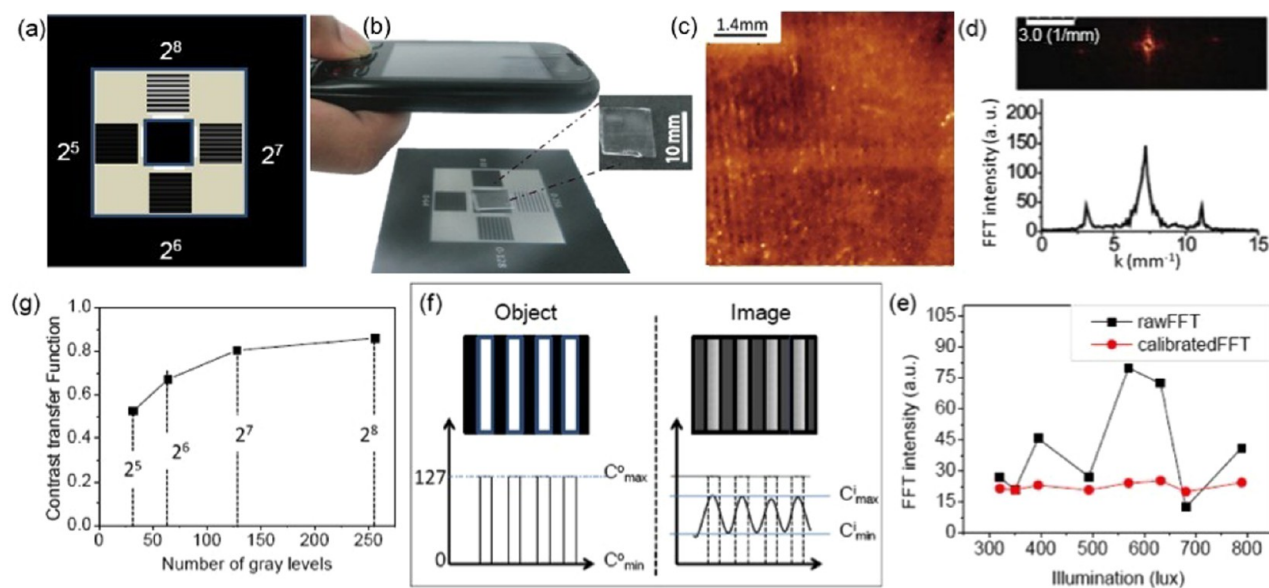 (a)
2⁸
2⁵
2⁷
2⁶
(b)
10 mm
(c)
1.4mm
(d)
3.0 (1/mm)
FFT intensity (a. u.)
200
150
100
50
0
0 5 10 15
k (mm⁻¹)
(g)
Contrast transfer Function
1.0
0.8
0.6
0.4
0.2
0.0
2⁵
2⁶
2⁷
2⁸
0 50 100 150 200 250
Number of gray levels
(f)
Object
Image
127
0
C°max
C°min
Cⁱmax
Cⁱmin
(e)
rawFFT
calibratedFFT
FFT intensity (a.u.)
105
90
75
60
45
30
15
0
300 400 500 600 700 800
Illumination (lux)